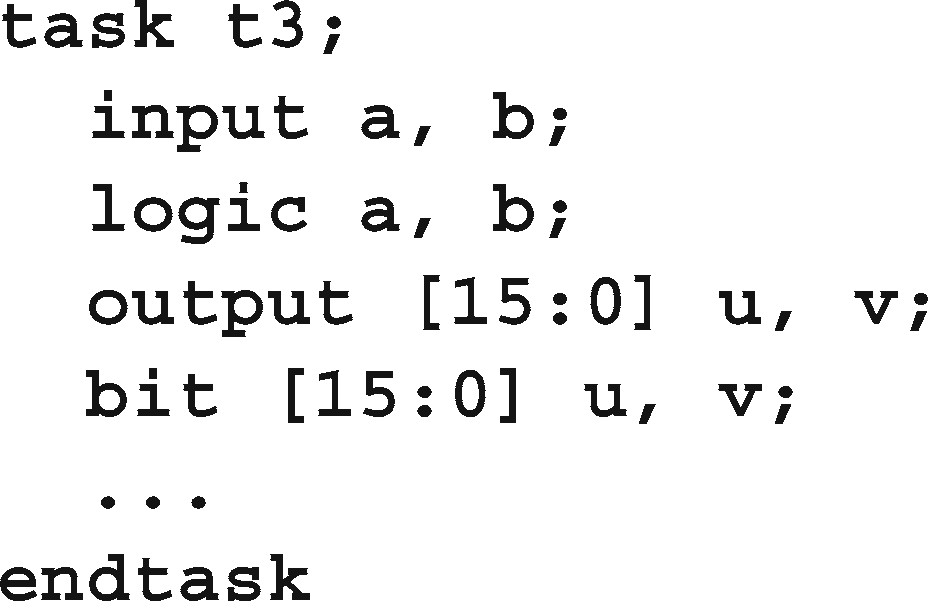 task t3;
input a, b;
logic a, b;
output [15:0] u, v;
bit [15:0] u, v;
...
endtask